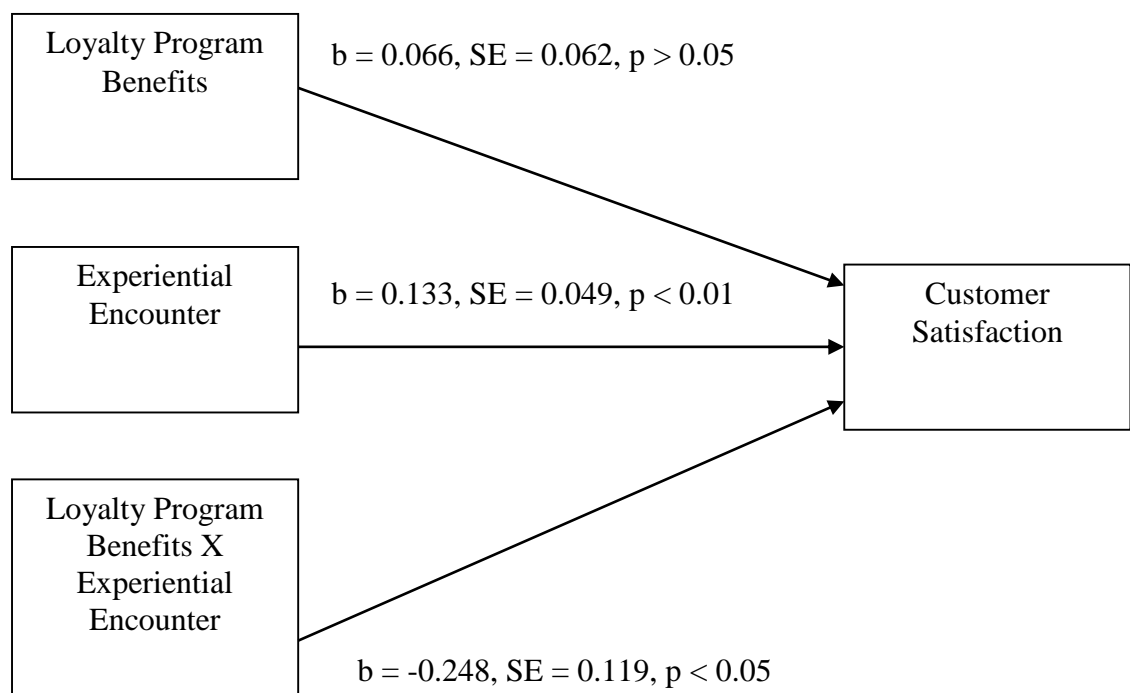 Loyalty Program
Benefits
b = 0.066, SE = 0.062, p > 0.05
Experiential
Encounter
b = 0.133, SE = 0.049, p < 0.01
Customer
Satisfaction
Loyalty Program
Benefits X
Experiential
Encounter
b = -0.248, SE = 0.119, p < 0.05